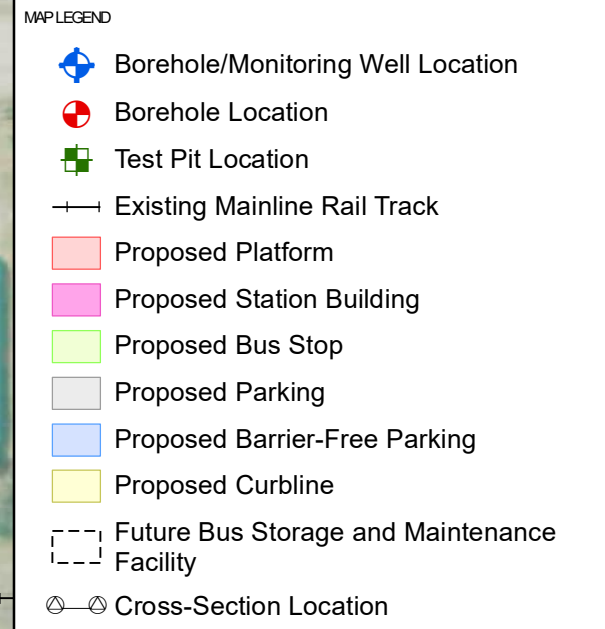 MAP LEGEND
Borehole/Monitoring Well Location
Borehole Location
Test Pit Location
Existing Mainline Rail Track
Proposed Platform
Proposed Station Building
Proposed Bus Stop
Proposed Parking
Proposed Barrier-Free Parking
Proposed Curbline
Future Bus Storage and Maintenance
Facility
Cross-Section Location